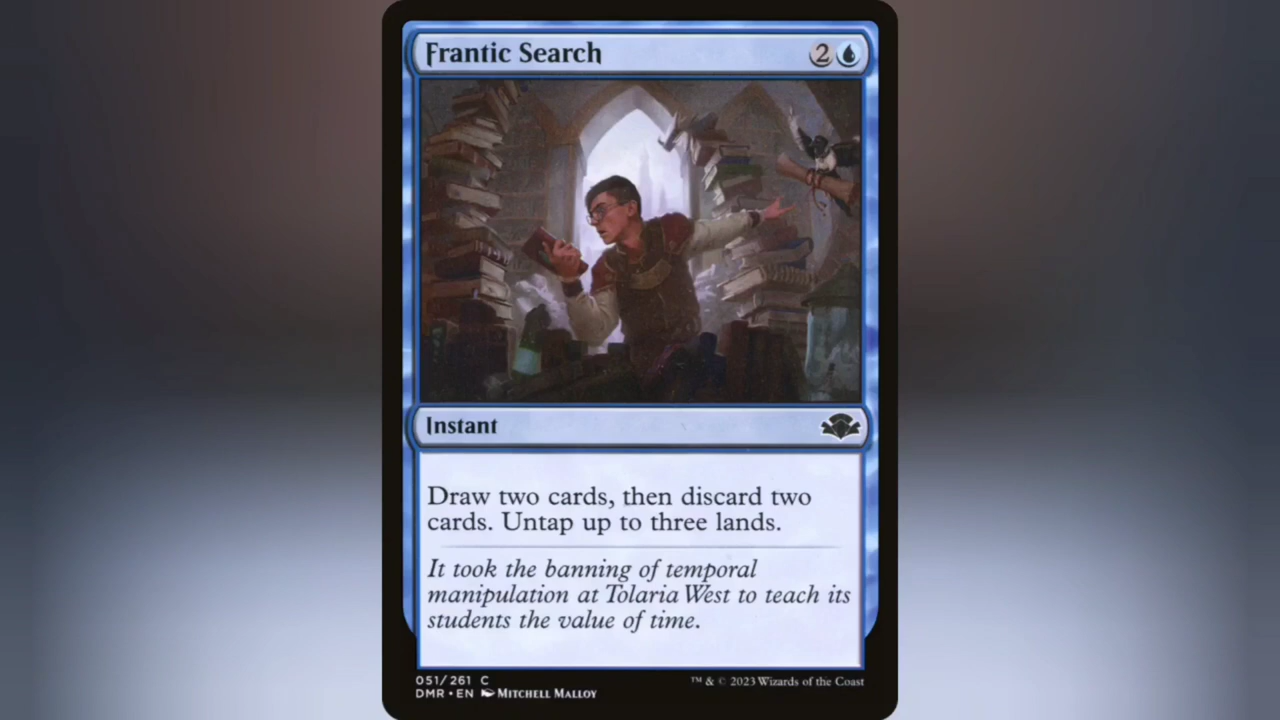 Frantic Search 2
Instant
Draw two cards, then discard two
cards. Untap up to three lands.
It took the banning of temporal
manipulation at Tolaria West to teach its
students the value of time.
051/261 C
DMR • EN Mitchell Malloy
™ & © 2023 Wizards of the Coast